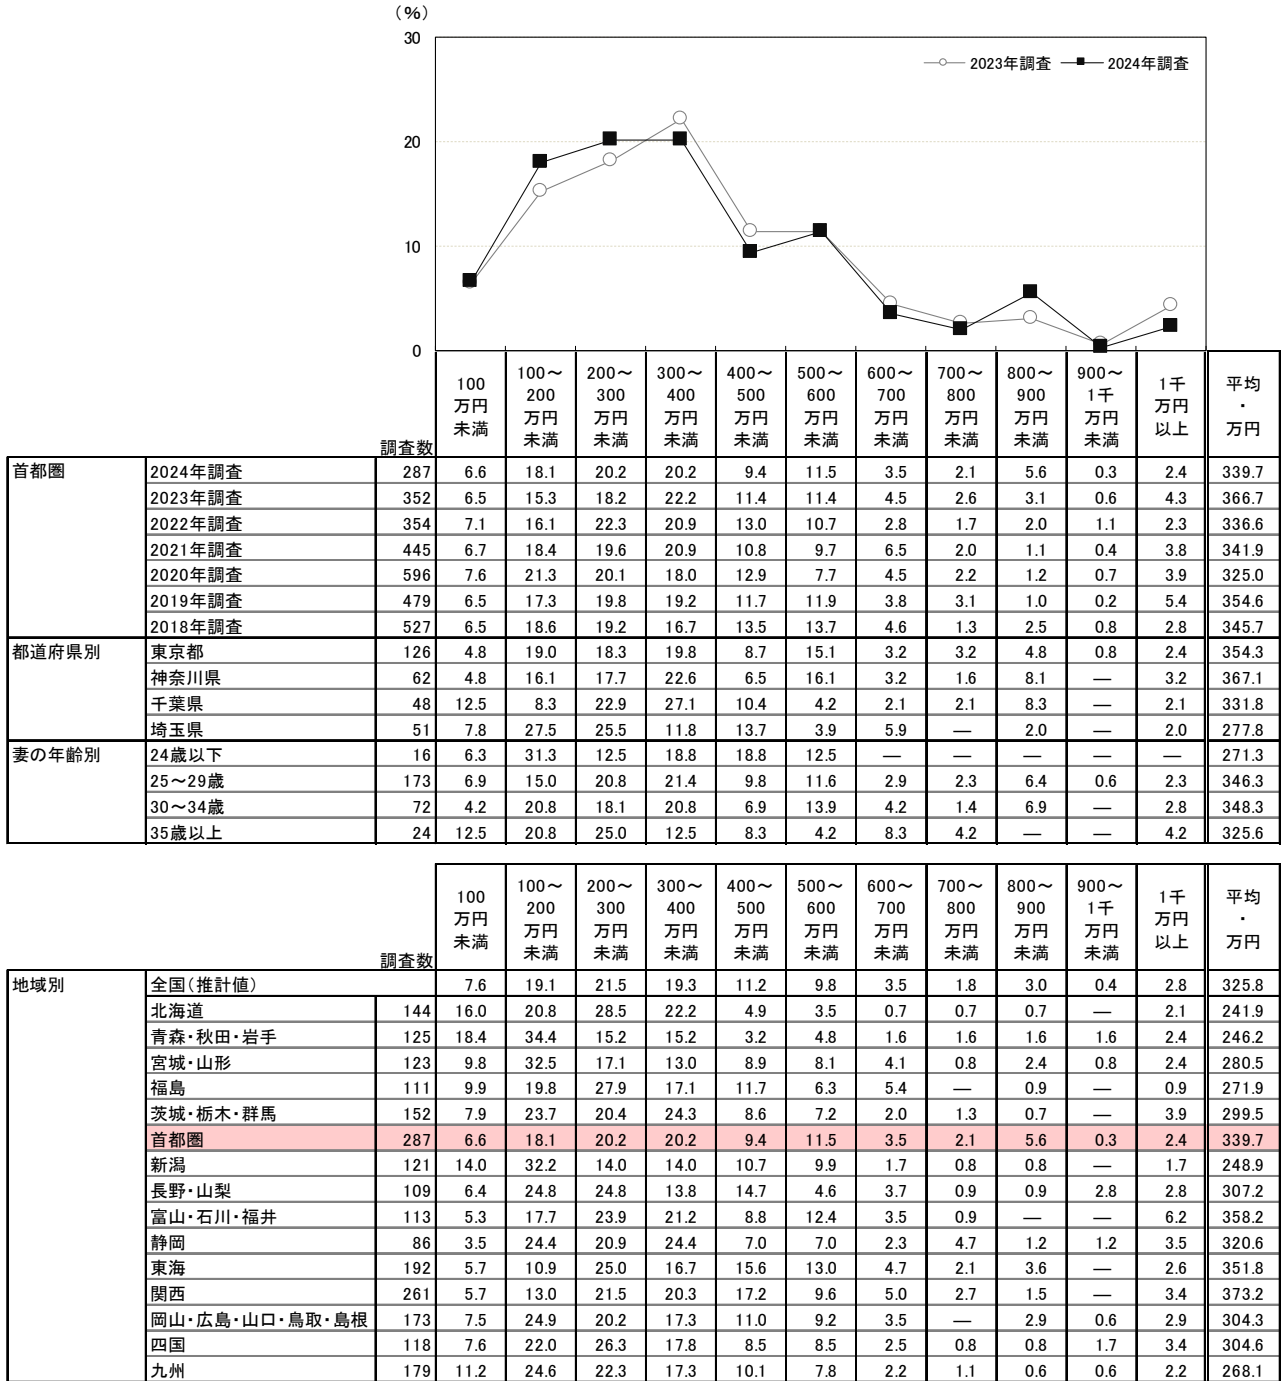 （％）
30
20
10
0
2023年調査 2024年調査
調査数 100万円未満 100～200万円未満 200～300万円未満 300～400万円未満 400～500万円未満 500～600万円未満 600～700万円未満 700～800万円未満 800～900万円未満 900～1千万円未満 1千万円以上 平均・万円
首都圏 2024年調査 287 6.6 18.1 20.2 20.2 9.4 11.5 3.5 2.1 5.6 0.3 2.4 339.7
2023年調査 352 6.5 15.3 18.2 22.2 11.4 11.4 4.5 2.6 3.1 0.6 4.3 366.7
2022年調査 354 7.1 16.1 22.3 20.9 13.0 10.7 2.8 1.7 2.0 1.1 2.3 336.6
2021年調査 445 6.7 18.4 19.6 20.9 10.8 9.7 6.5 2.0 1.1 0.4 3.8 341.9
2020年調査 596 7.6 21.3 20.1 18.0 12.9 7.7 4.5 2.2 1.2 0.7 3.9 325.0
2019年調査 479 6.5 17.3 19.8 19.2 11.7 11.9 3.8 3.1 1.0 0.2 5.4 354.6
2018年調査 527 6.5 18.6 19.2 16.7 13.5 13.7 4.6 1.3 2.5 0.8 2.8 345.7
都道府県別 東京都 126 4.8 19.0 18.3 19.8 8.7 15.1 3.2 3.2 4.8 0.8 2.4 354.3
神奈川県 62 4.8 16.1 17.7 22.6 6.5 16.1 3.2 1.6 8.1 ― 3.2 367.1
千葉県 48 12.5 8.3 22.9 27.1 10.4 4.2 2.1 2.1 8.3 ― 2.1 331.8
埼玉県 51 7.8 27.5 25.5 11.8 13.7 3.9 5.9 ― 2.0 ― 2.0 277.8
妻の年齢別 24歳以下 16 6.3 31.3 12.5 18.8 18.8 12.5 ― ― ― ― ― 271.3
25～29歳 173 6.9 15.0 20.8 21.4 9.8 11.6 2.9 2.3 6.4 0.6 2.3 346.3
30～34歳 72 4.2 20.8 18.1 20.8 6.9 13.9 4.2 1.4 6.9 ― 2.8 348.3
35歳以上 24 12.5 20.8 25.0 12.5 8.3 4.2 8.3 4.2 ― ― 4.2 325.6
調査数 100万円未満 100～200万円未満 200～300万円未満 300～400万円未満 400～500万円未満 500～600万円未満 600～700万円未満 700～800万円未満 800～900万円未満 900～1千万円未満 1千万円以上 平均・万円
地域別 全国（推計値） 7.6 19.1 21.5 19.3 11.2 9.8 3.5 1.8 3.0 0.4 2.8 325.8
北海道 144 16.0 20.8 28.5 22.2 4.9 3.5 0.7 0.7 0.7 ― 2.1 241.9
青森・秋田・岩手 125 18.4 34.4 15.2 15.2 3.2 4.8 1.6 1.6 1.6 1.6 2.4 246.2
宮城・山形 123 9.8 32.5 17.1 13.0 8.9 8.1 4.1 0.8 2.4 0.8 2.4 280.5
福島 111 9.9 19.8 27.9 17.1 11.7 6.3 5.4 ― 0.9 ― 0.9 271.9
茨城・栃木・群馬 152 7.9 23.7 20.4 24.3 8.6 7.2 2.0 1.3 0.7 ― 3.9 299.5
首都圏 287 6.6 18.1 20.2 20.2 9.4 11.5 3.5 2.1 5.6 0.3 2.4 339.7
新潟 121 14.0 32.2 14.0 14.0 10.7 9.9 1.7 0.8 0.8 ― 1.7 248.9
長野・山梨 109 6.4 24.8 24.8 13.8 14.7 4.6 3.7 0.9 0.9 2.8 2.8 307.2
富山・石川・福井 113 5.3 17.7 23.9 21.2 8.8 12.4 3.5 0.9 ― ― 6.2 358.2
静岡 86 3.5 24.4 20.9 24.4 7.0 7.0 2.3 4.7 1.2 1.2 3.5 320.6
東海 192 5.7 10.9 25.0 16.7 15.6 13.0 4.7 2.1 3.6 ― 2.6 351.8
関西 261 5.7 13.0 21.5 20.3 17.2 9.6 5.0 2.7 1.5 ― 3.4 373.2
岡山・広島・山口・鳥取・島根 173 7.5 24.9 20.2 17.3 11.0 9.2 3.5 ― 2.9 0.6 2.9 304.3
四国 118 7.6 22.0 26.3 17.8 8.5 8.5 2.5 0.8 0.8 1.7 3.4 304.6
九州 179 11.2 24.6 22.3 17.3 10.1 7.8 2.2 1.1 0.6 0.6 2.2 268.1